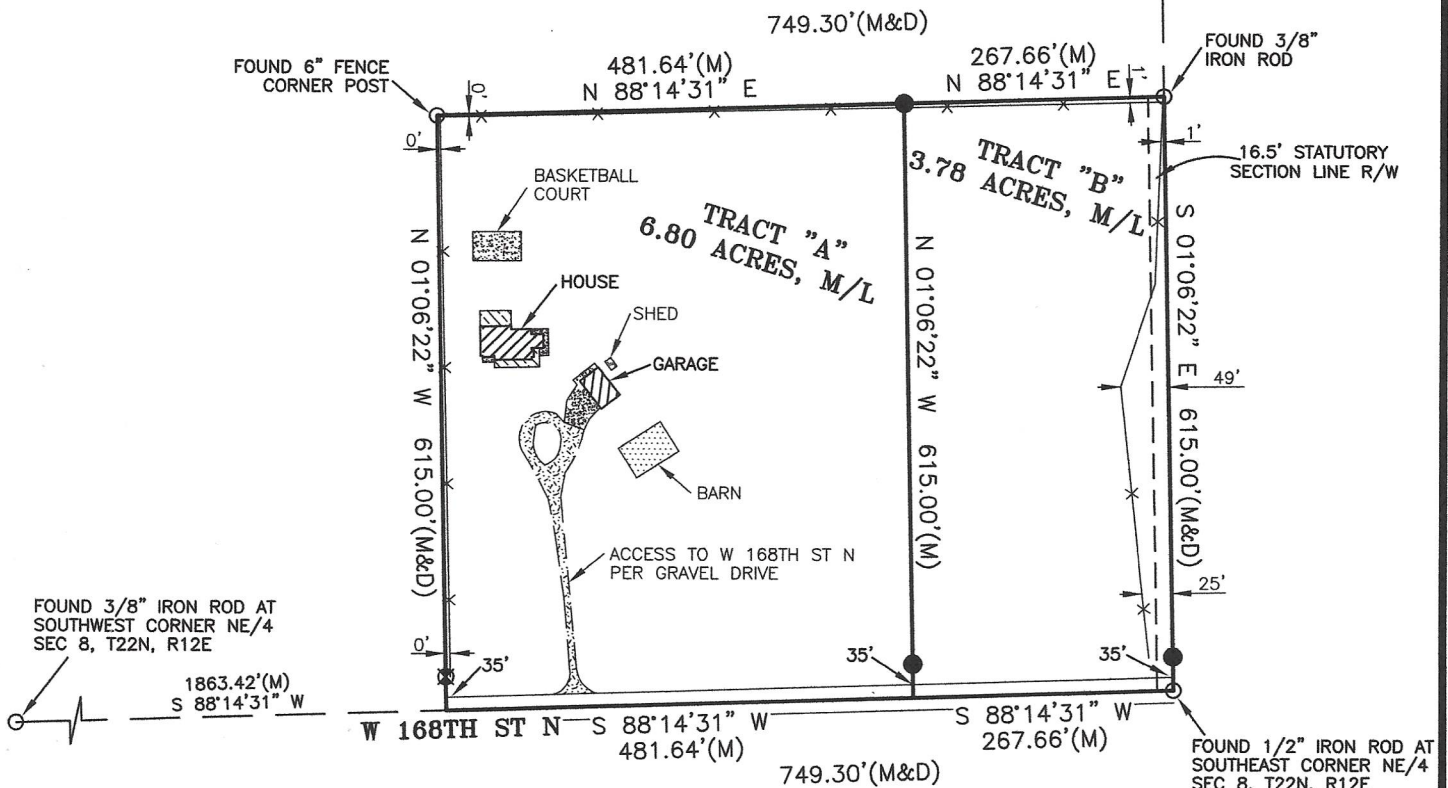 749.30'(M&D)
FOUND 6" FENCE
CORNER POST
481.64'(M)
N 88°14'31" E
267.66'(M)
N 88°14'31" E
FOUND 3/8"
IRON ROD
0'
1'
0'
1'
16.5' STATUTORY
SECTION LINE R/W
BASKETBALL
COURT
TRACT "A"
6.80 ACRES, M/L
TRACT "B"
3.78 ACRES, M/L
HOUSE
SHED
GARAGE
BARN
N 01°06'22" W 615.00'(M&D)
N 01°06'22" W 615.00'(M)
S 01°06'22" E 615.00'(M&D)
49'
ACCESS TO W 168TH ST N
PER GRAVEL DRIVE
25'
FOUND 3/8" IRON ROD AT
SOUTHWEST CORNER NE/4
SEC 8, T22N, R12E
0'
35'
35'
35'
1863.42'(M)
S 88°14'31" W
W 168TH ST N
S 88°14'31" W
481.64'(M)
S 88°14'31" W
267.66'(M)
749.30'(M&D)
FOUND 1/2" IRON ROD AT
SOUTHEAST CORNER NE/4
SEC 8, T22N, R12E